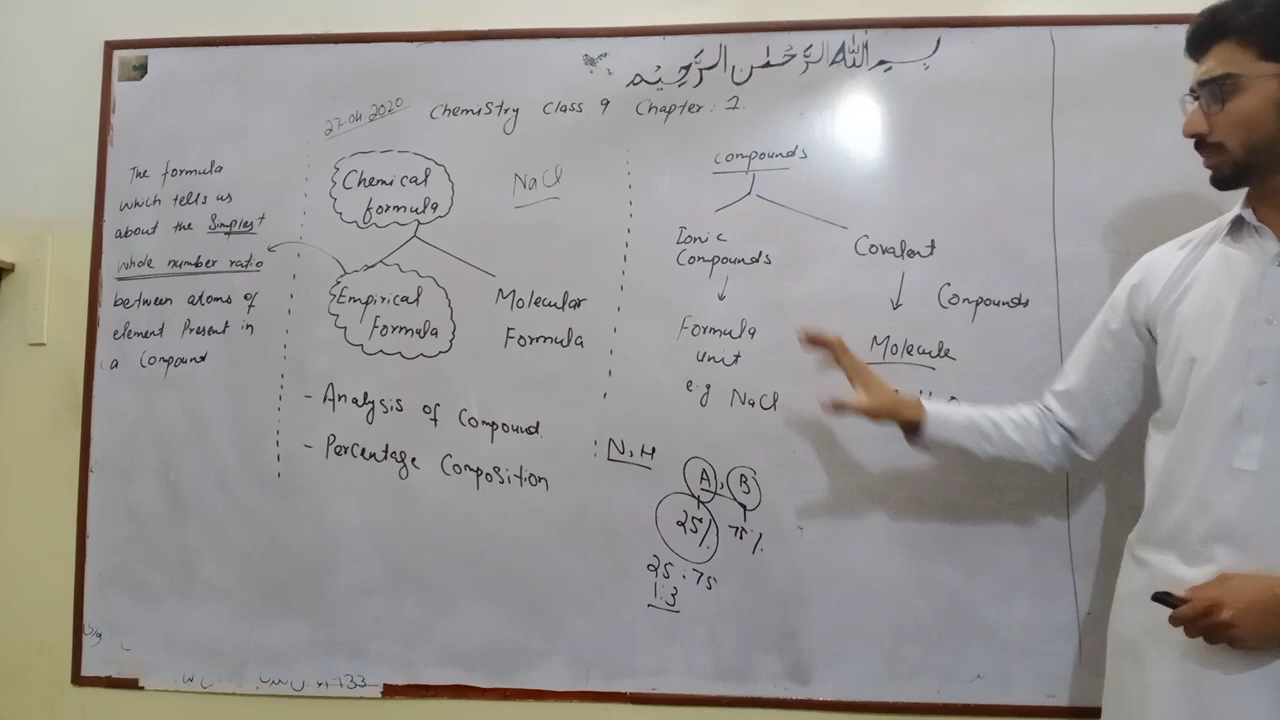 بسم الله الرحمن الرحیم
27.04.2020
Chemistry Class 9 Chapter: 1.
The formula
which tells us
about the Simplest
whole number ratio
between atoms of
element Present in
a Compound
Chemical
formula
NaCl
Empirical
Formula
Molecular
Formula
- Analysis of Compound.
- Percentage Composition
Compounds
Ionic
Compounds
Formula
unit
e.g NaCl
Covalent
Compounds
Molecule
: N, H
A, B
25% 75%
25:75
1:3